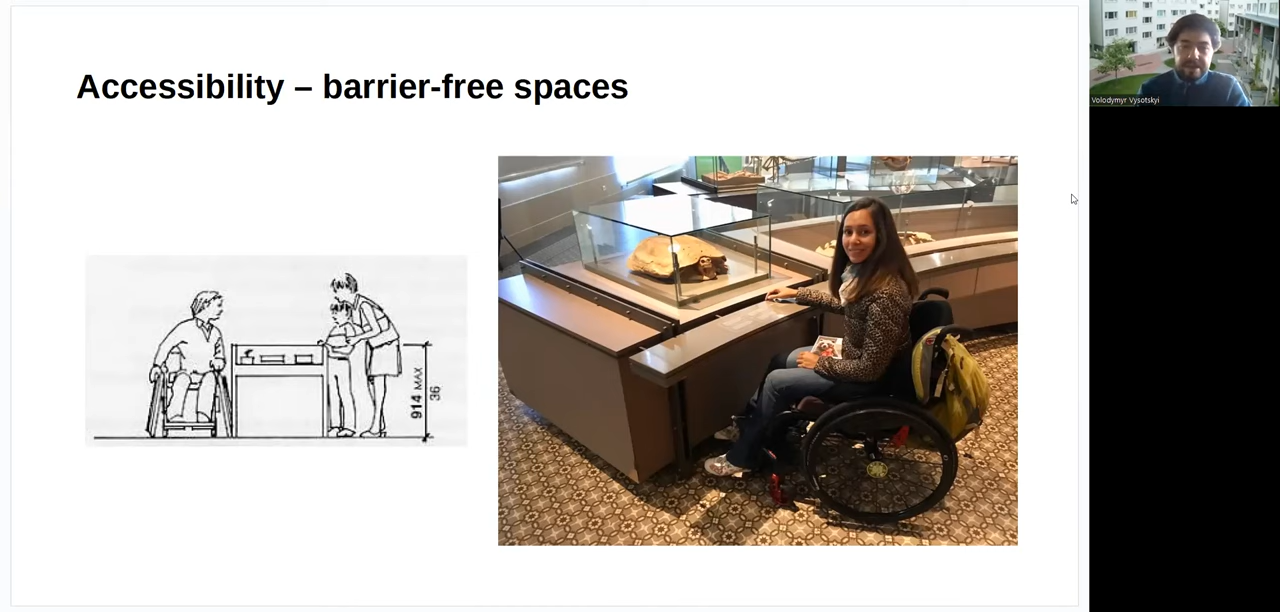 Accessibility – barrier-free spaces
914 MAX
36
Volodymyr Vysotskyi